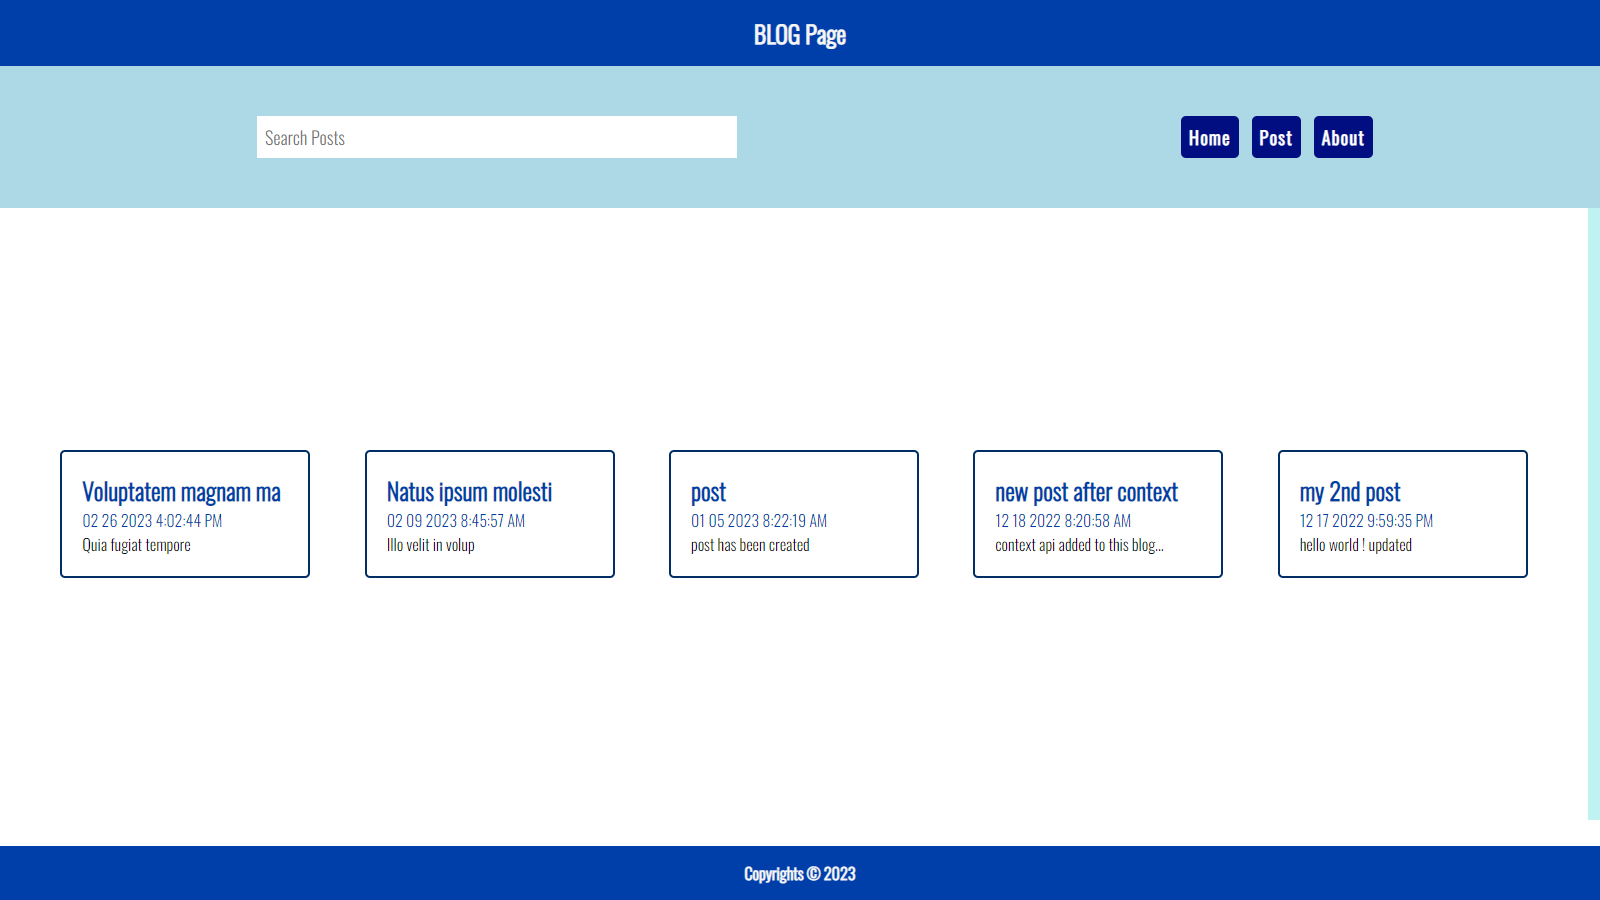 BLOG Page
Search Posts
Home
Post
About
Voluptatem magnam ma
02 26 2023 4:02:44 PM
Quia fugiat tempore
Natus ipsum molesti
02 09 2023 8:45:57 AM
Illo velit in volup
post
01 05 2023 8:22:19 AM
post has been created
new post after context
12 18 2022 8:20:58 AM
context api added to this blog...
my 2nd post
12 17 2022 9:59:35 PM
hello world ! updated
Copyrights © 2023